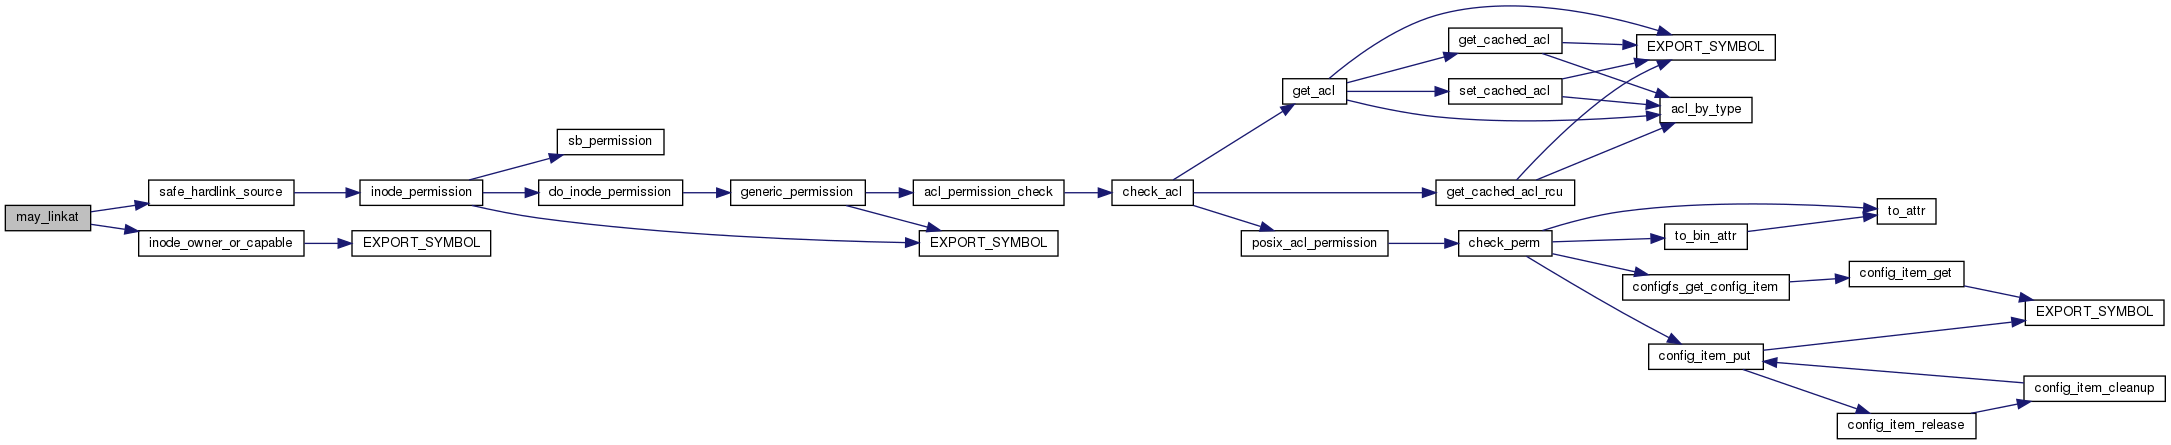 may_linkat
safe_hardlink_source
inode_owner_or_capable
inode_permission
EXPORT_SYMBOL
sb_permission
do_inode_permission
generic_permission
acl_permission_check
EXPORT_SYMBOL
check_acl
get_acl
posix_acl_permission
get_cached_acl
set_cached_acl
get_cached_acl_rcu
check_perm
EXPORT_SYMBOL
acl_by_type
to_bin_attr
configfs_get_config_item
config_item_put
to_attr
config_item_get
config_item_release
EXPORT_SYMBOL
config_item_cleanup